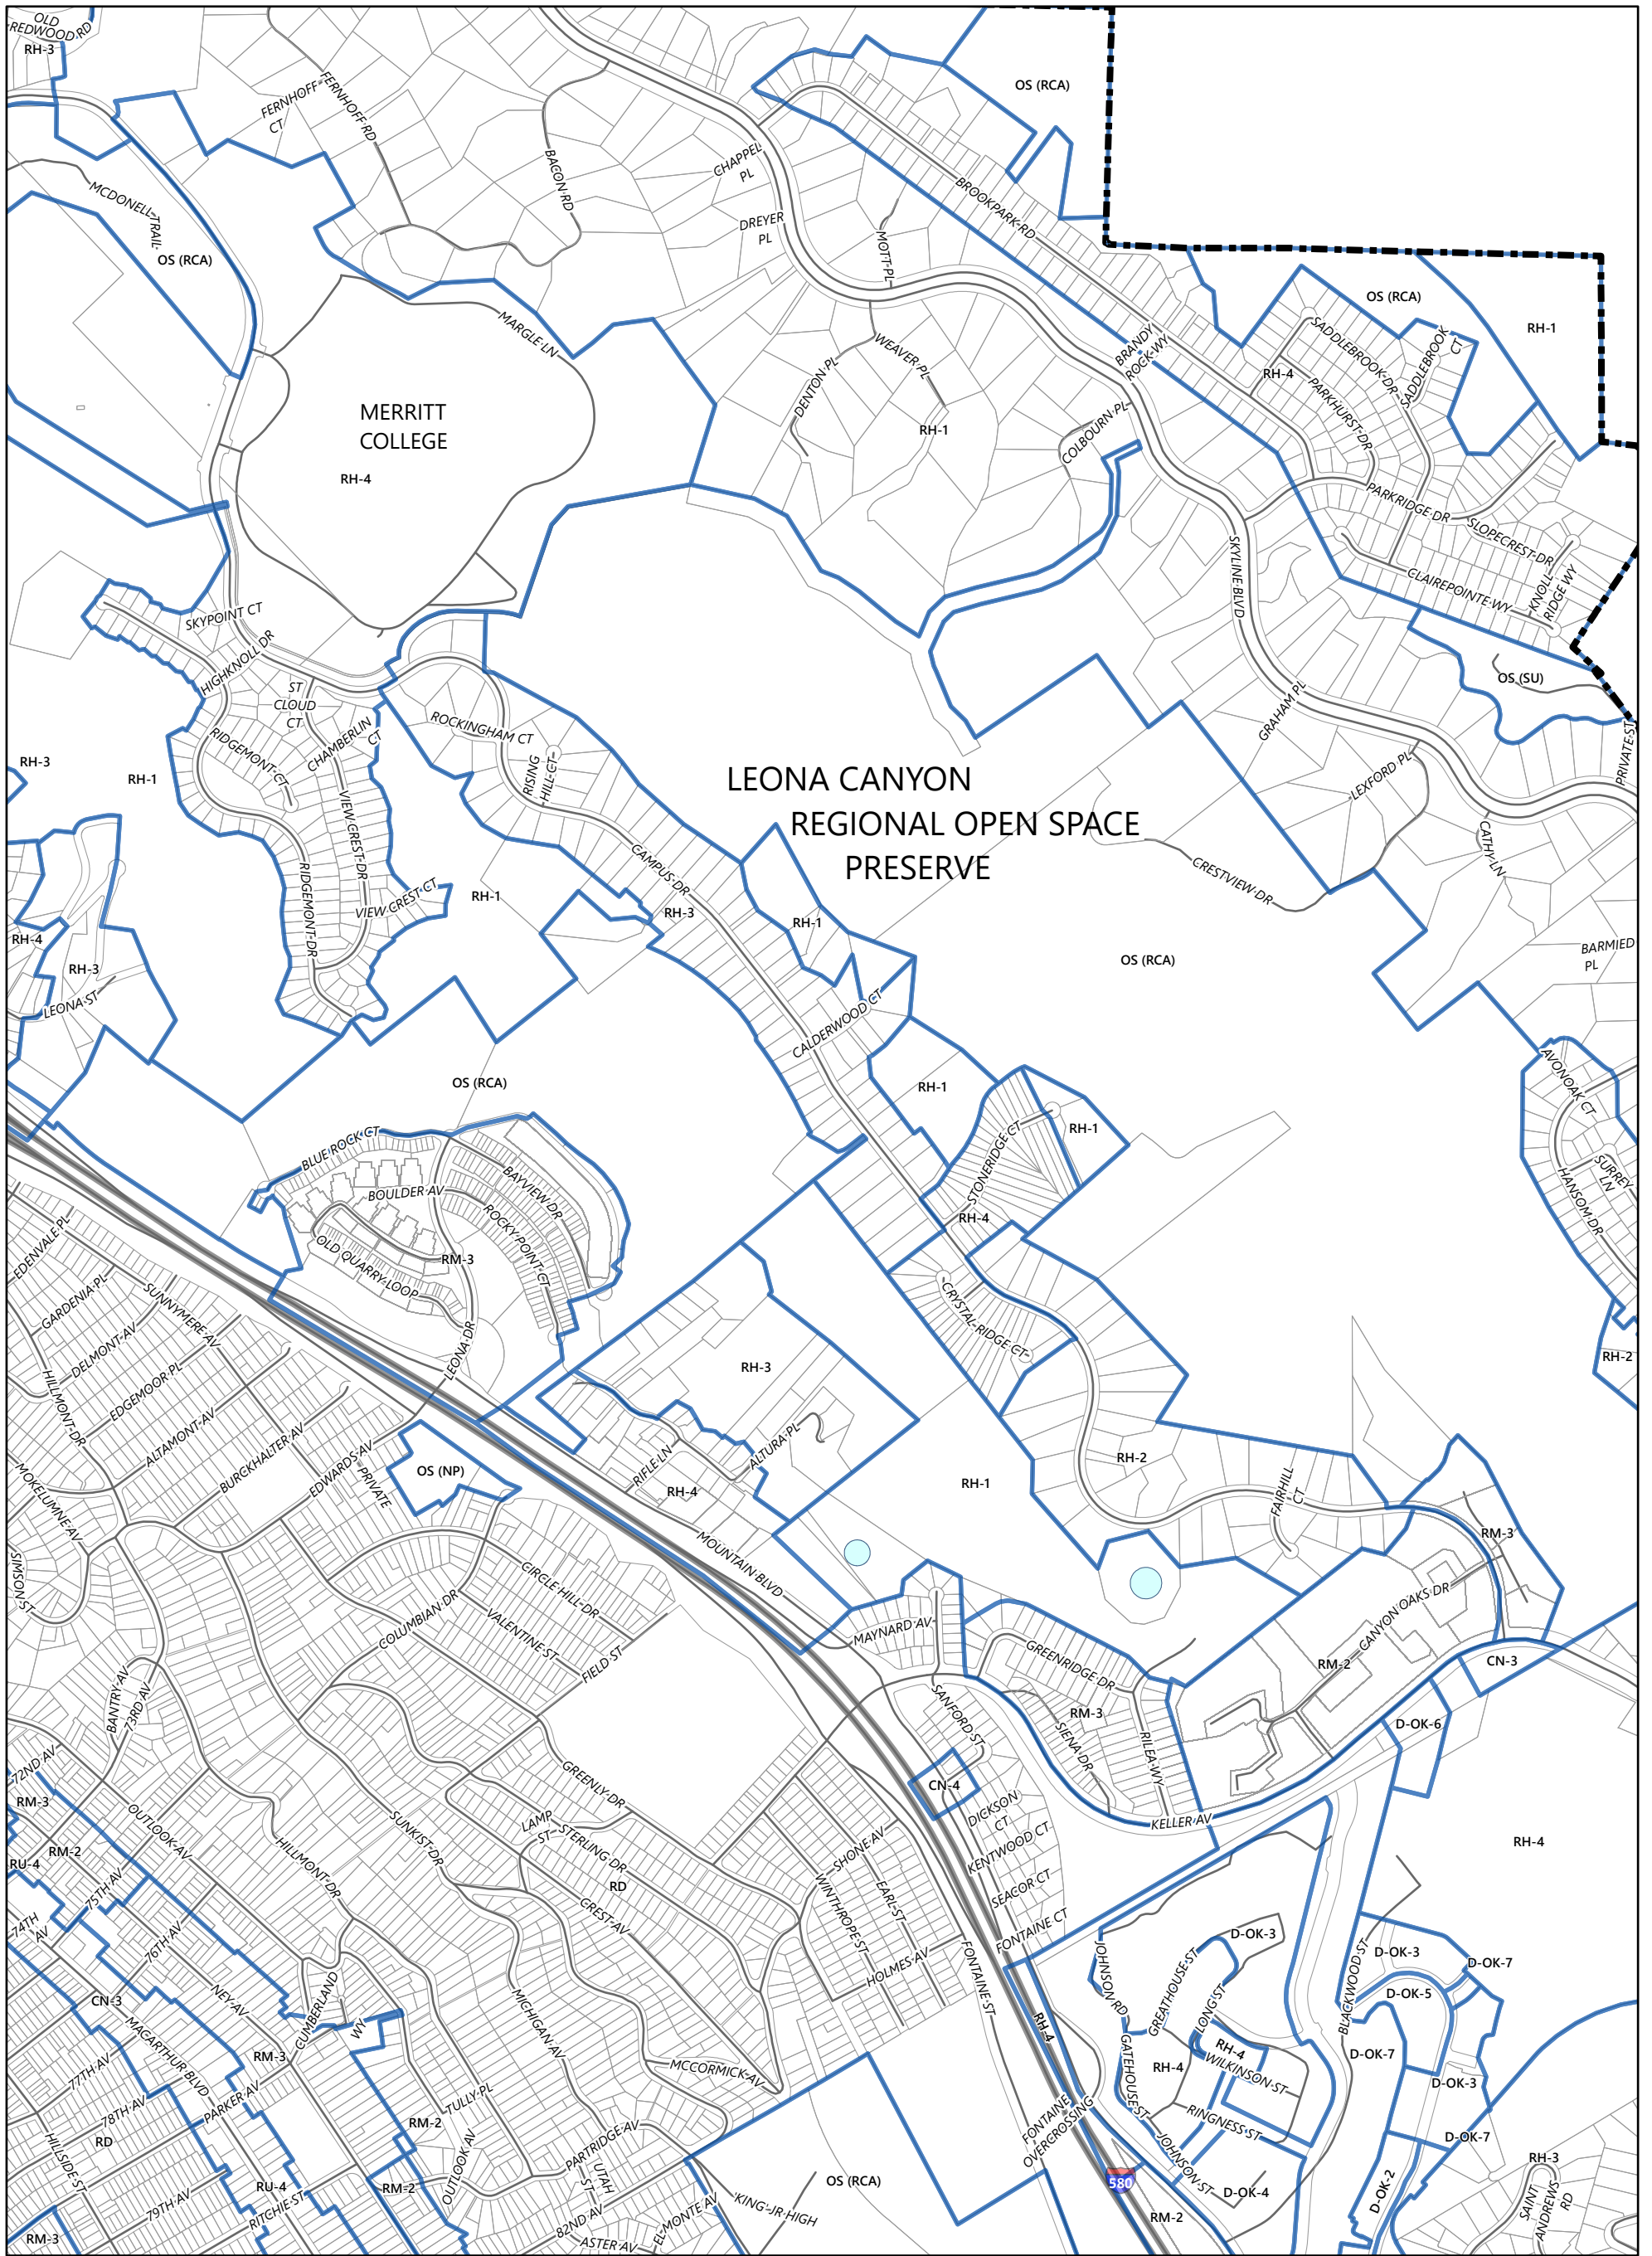 OLD
REDWOOD RD
RH-3
FERNHOFF
CT
FERNHOFF RD
BACON RD
CHAPPEL
PL
DREYER
PL
MOTT PL
BROOKPARK RD
OS (RCA)
MCDONELL TRAIL
OS (RCA)
MARGLE LN
MERRITT
COLLEGE
RH-4
DENTON PL
WEAVER PL
RH-1
COLBOURN PL
BRANDY
ROCK WY
OS (RCA)
RH-1
SADDLEBROOK DR
SADDLEBROOK
CT
RH-4
PARKHURST DR
PARKRIDGE DR
SLOPECREST DR
CLAIREPOINTE WY
KNOLL
RIDGE WY
SKYLINE BLVD
OS (SU)
PRIVATE ST
SKYPOINT CT
HIGHKNOLL DR
ST
CLOUD
CT
CHAMBERLIN
CT
RIDGEMONT CT
VIEW CREST DR
RIDGEMONT DR
VIEW CREST CT
ROCKINGHAM CT
RISING
HILL CT
CAMPUS DR
GRAHAM PL
LEXFORD PL
CATHY LN
CRESTVIEW DR
LEONA CANYON
REGIONAL OPEN SPACE
PRESERVE
RH-3
RH-1
RH-1
RH-3
RH-1
RH-4
RH-3
LEONA ST
OS (RCA)
BARMIED
PL
CALDERWOOD CT
RH-1
OS (RCA)
STONERIDGE CT
RH-1
RH-4
AVONOAK CT
SURREY
LN
HANSOM DR
RH-2
BLUE ROCK CT
BOULDER AV
BAYVIEW DR
ROCKY POINT CT
OLD QUARRY LOOP
RM-3
LEONA DR
CRYSTAL RIDGE CT
EDENVALE PL
GARDENIA PL
SUNNYMERE AV
DELMONT AV
EDGEMOOR PL
HILLMONT DR
ALTAMONT AV
BURCKHALTER AV
EDWARDS AV
PRIVATE
OS (NP)
RH-3
RIFLE LN
ALTURA PL
RH-4
RH-1
RH-2
FAIRHILL
CT
RM-3
MOKELUMNE AV
SIMSON ST
MOUNTAIN BLVD
CIRCLE HILL DR
COLUMBIAN DR
VALENTINE ST
FIELD ST
MAYNARD AV
GREENRIDGE DR
CANYON OAKS DR
RM-2
CN-3
SANFORD ST
RM-3
SIENA DR
RILEA WY
D-OK-6
BANTRY AV
73RD AV
72ND AV
RM-3
RM-2
RU-4
75TH AV
74TH
AV
76TH AV
OUTLOOK AV
HILLMONT DR
SUNKIST DR
GREENLY DR
LAMP
ST
STERLING DR
RD
CREST AV
SHONE AV
EARL ST
WINTHROPE ST
HOLMES AV
CN-4
DICKSON
CT
KENTWOOD CT
SEACOR CT
FONTAINE CT
FONTAINE ST
KELLER AV
RH-4
NEY AV
CN-3
MACARTHUR BLVD
77TH AV
78TH AV
RD
HILLSIDE ST
79TH AV
RM-3
RM-3
PARKER AV
CUMBERLAND
WY
MICHIGAN AV
MCCORMICK AV
TULLY PL
RM-2
OUTLOOK AV
RM-2
RU-4
RITCHIE ST
PARTRIDGE AV
UTAH
ST
82ND AV
ASTER AV
EL MONTE AV
KING JR HIGH
OS (RCA)
RH-4
JOHNSON RD
GREATHOUSE ST
D-OK-3
LONG ST
RH-4
WILKINSON ST
RH-4
GATEHOUSE ST
RINGNESS ST
JOHNSON ST
D-OK-4
FONTAINE
OVERCROSSING
580
RM-2
BLACKWOOD ST
D-OK-3
D-OK-7
D-OK-5
D-OK-7
D-OK-3
D-OK-7
D-OK-2
RH-3
SAINT
ANDREWS
RD